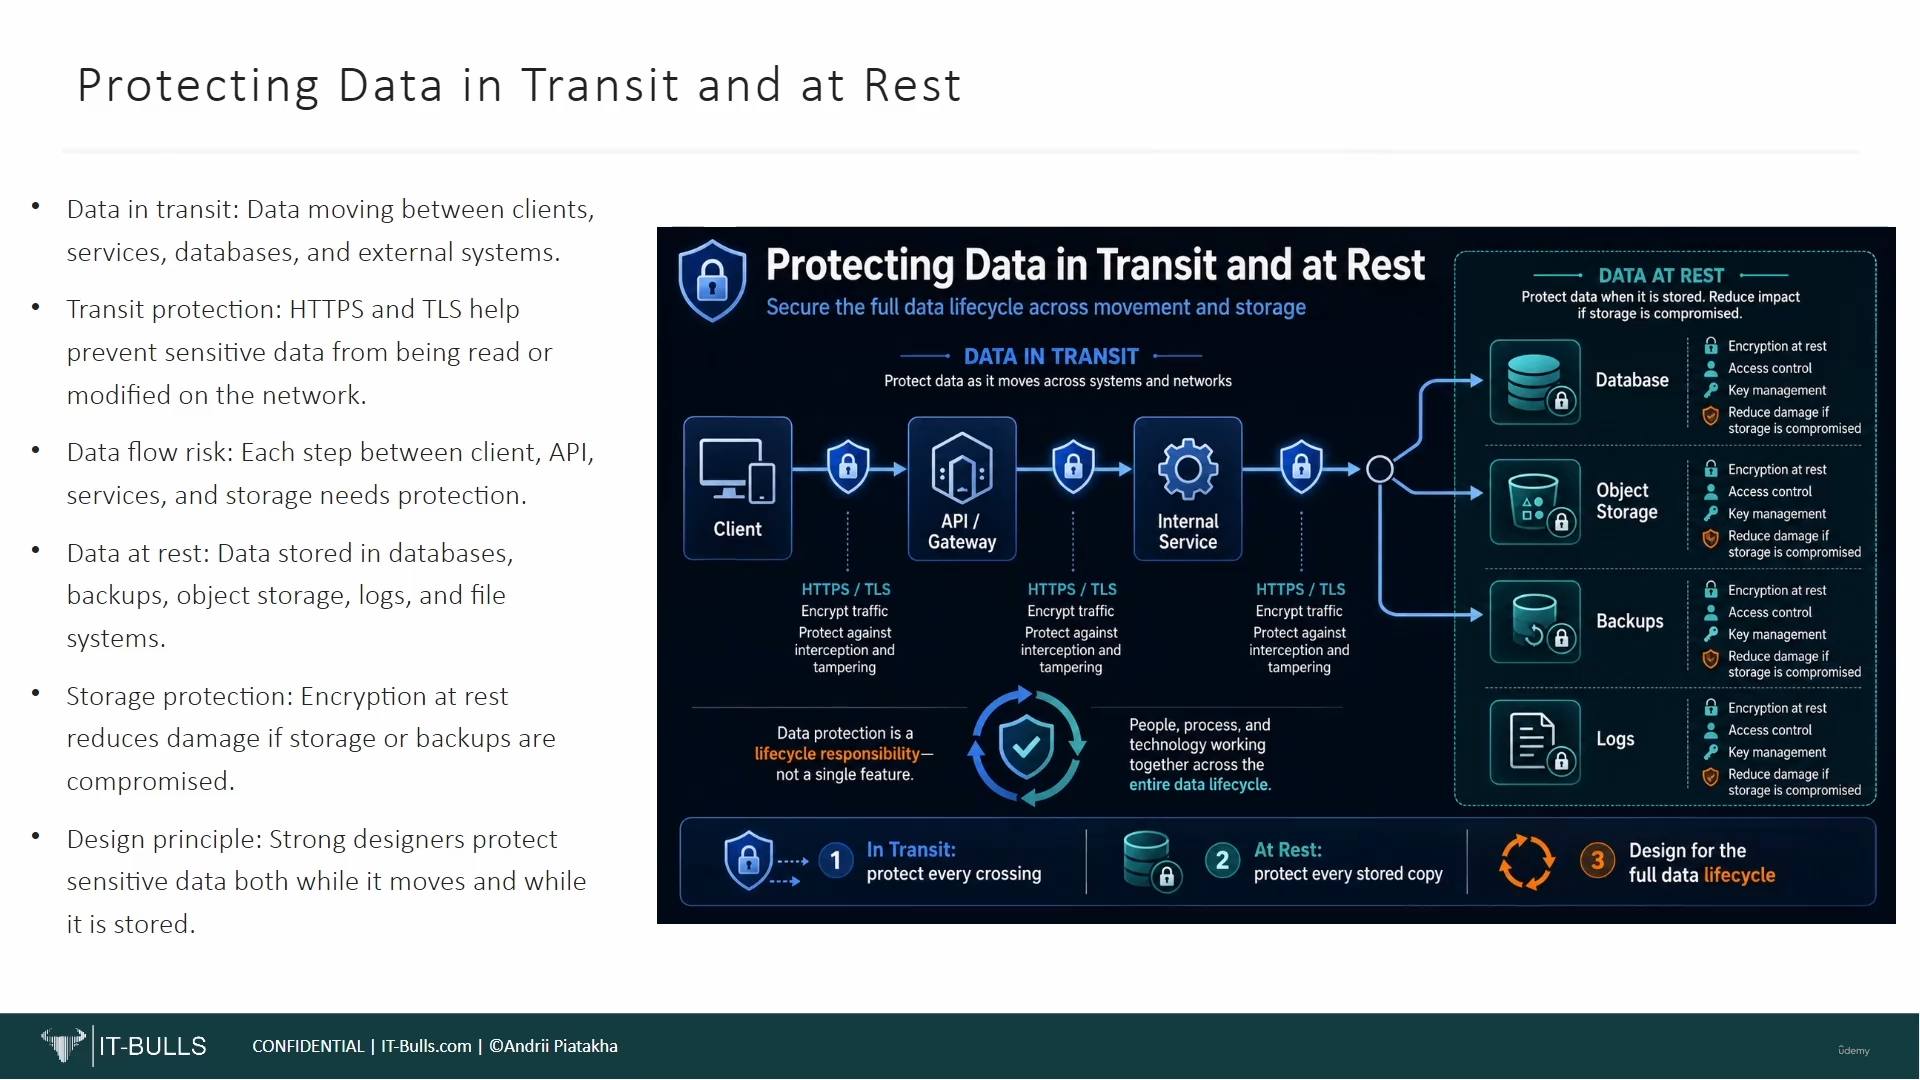 Protecting Data in Transit and at Rest
• Data in transit: Data moving between clients,
services, databases, and external systems.
• Transit protection: HTTPS and TLS help
prevent sensitive data from being read or
modified on the network.
• Data flow risk: Each step between client, API,
services, and storage needs protection.
• Data at rest: Data stored in databases,
backups, object storage, logs, and file
systems.
• Storage protection: Encryption at rest
reduces damage if storage or backups are
compromised.
• Design principle: Strong designers protect
sensitive data both while it moves and while
it is stored.
Protecting Data in Transit and at Rest
Secure the full data lifecycle across movement and storage
DATA IN TRANSIT
Protect data as it moves across systems and networks
Client
API /
Gateway
Internal
Service
HTTPS / TLS
Encrypt traffic
Protect against
interception and
tampering
HTTPS / TLS
Encrypt traffic
Protect against
interception and
tampering
HTTPS / TLS
Encrypt traffic
Protect against
interception and
tampering
Data protection is a
lifecycle responsibility—
not a single feature.
People, process, and
technology working
together across the
entire data lifecycle.
DATA AT REST
Protect data when it is stored. Reduce impact
if storage is compromised.
Database
Encryption at rest
Access control
Key management
Reduce damage if
storage is compromised
Object
Storage
Encryption at rest
Access control
Key management
Reduce damage if
storage is compromised
Backups
Encryption at rest
Access control
Key management
Reduce damage if
storage is compromised
Logs
Encryption at rest
Access control
Key management
Reduce damage if
storage is compromised
1 In Transit:
protect every crossing
2 At Rest:
protect every stored copy
3 Design for the
full data lifecycle
IT-BULLS
CONFIDENTIAL | IT-Bulls.com | ©Andrii Piatakha
udemy